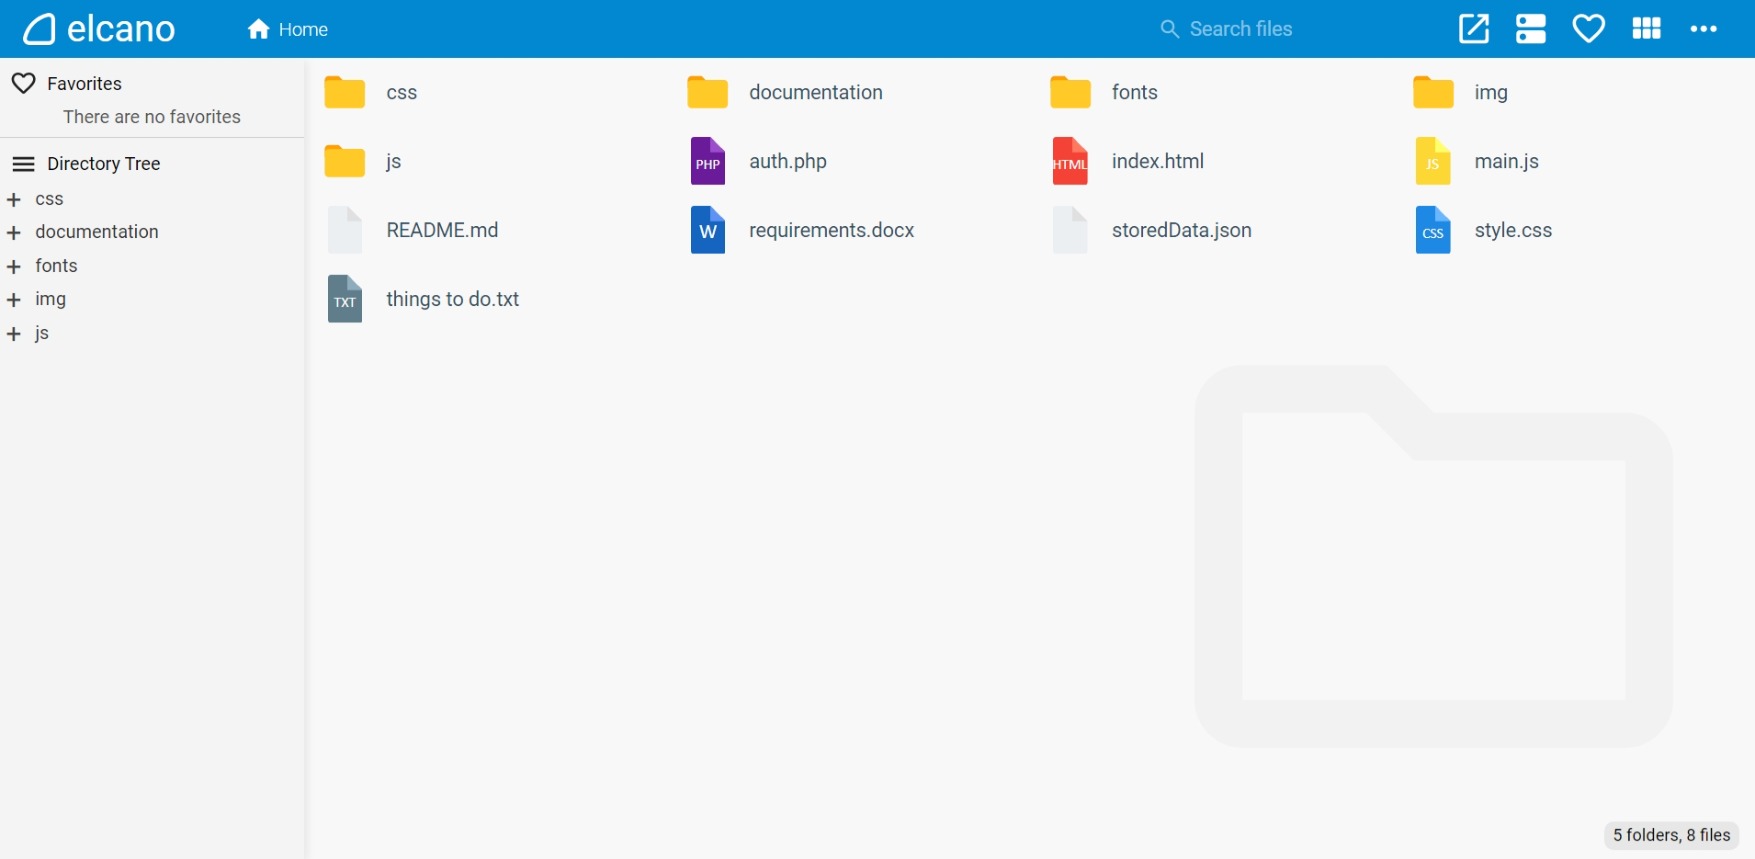 elcano
Home
Search files
Favorites
There are no favorites
Directory Tree
css
documentation
fonts
img
js
css
documentation
fonts
img
js
PHP
auth.php
HTML
index.html
JS
main.js
README.md
W
requirements.docx
storedData.json
CSS
style.css
TXT
things to do.txt
5 folders, 8 files